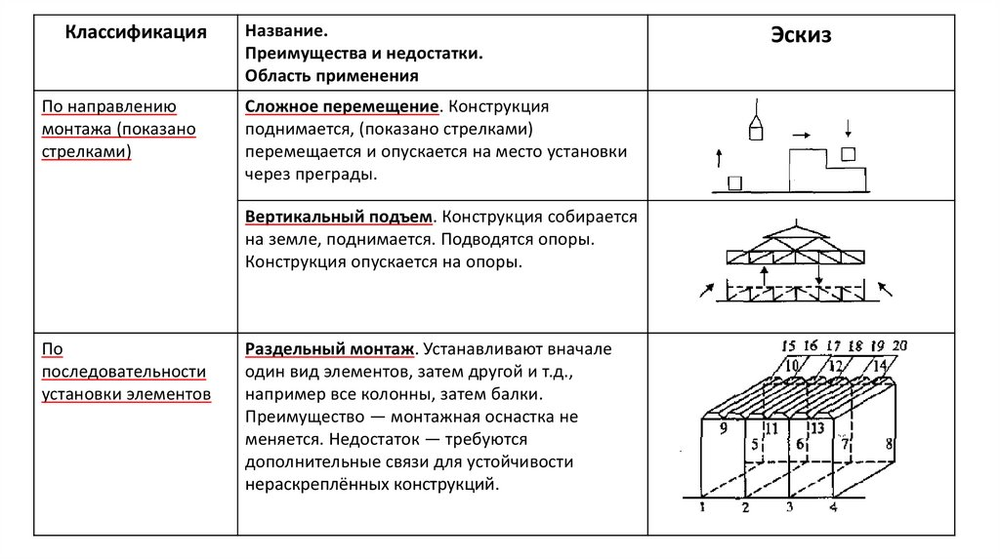 Классификация
Название.
Преимущества и недостатки.
Область применения
Эскиз
По направлению
монтажа (показано
стрелками)
Сложное перемещение. Конструкция
поднимается, (показано стрелками)
перемещается и опускается на место установки
через преграды.
Вертикальный подъем. Конструкция собирается
на земле, поднимается. Подводятся опоры.
Конструкция опускается на опоры.
По
последовательности
установки элементов
Раздельный монтаж. Устанавливают вначале
один вид элементов, затем другой и т.д.,
например все колонны, затем балки.
Преимущество — монтажная оснастка не
меняется. Недостаток — требуются
дополнительные связи для устойчивости
нераскреплённых конструкций.
15 16 17 18 19 20
10 12 14
9 11 13
5 6 7 8
1 2 3 4